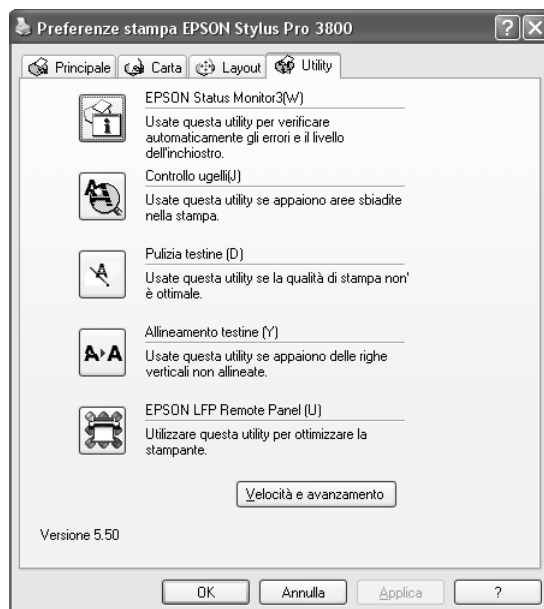 Preferenze stampa EPSON Stylus Pro 3800
Principale Carta Layout Utility
EPSON Status Monitor3(W)
Usate questa utility per verificare
automaticamente gli errori e il livello
dell'inchiostro.
Controllo ugelli(J)
Usate questa utility se appaiono aree sbiadite
nella stampa.
Pulizia testine (D)
Usate questa utility se la qualità di stampa non'
è ottimale.
Allineamento testine (Y)
Usate questa utility se appaiono delle righe
verticali non allineate.
EPSON LFP Remote Panel (U)
Utilizzare questa utility per ottimizzare la
stampante.
Velocità e avanzamento
Versione 5.50
OK Annulla Applica ?